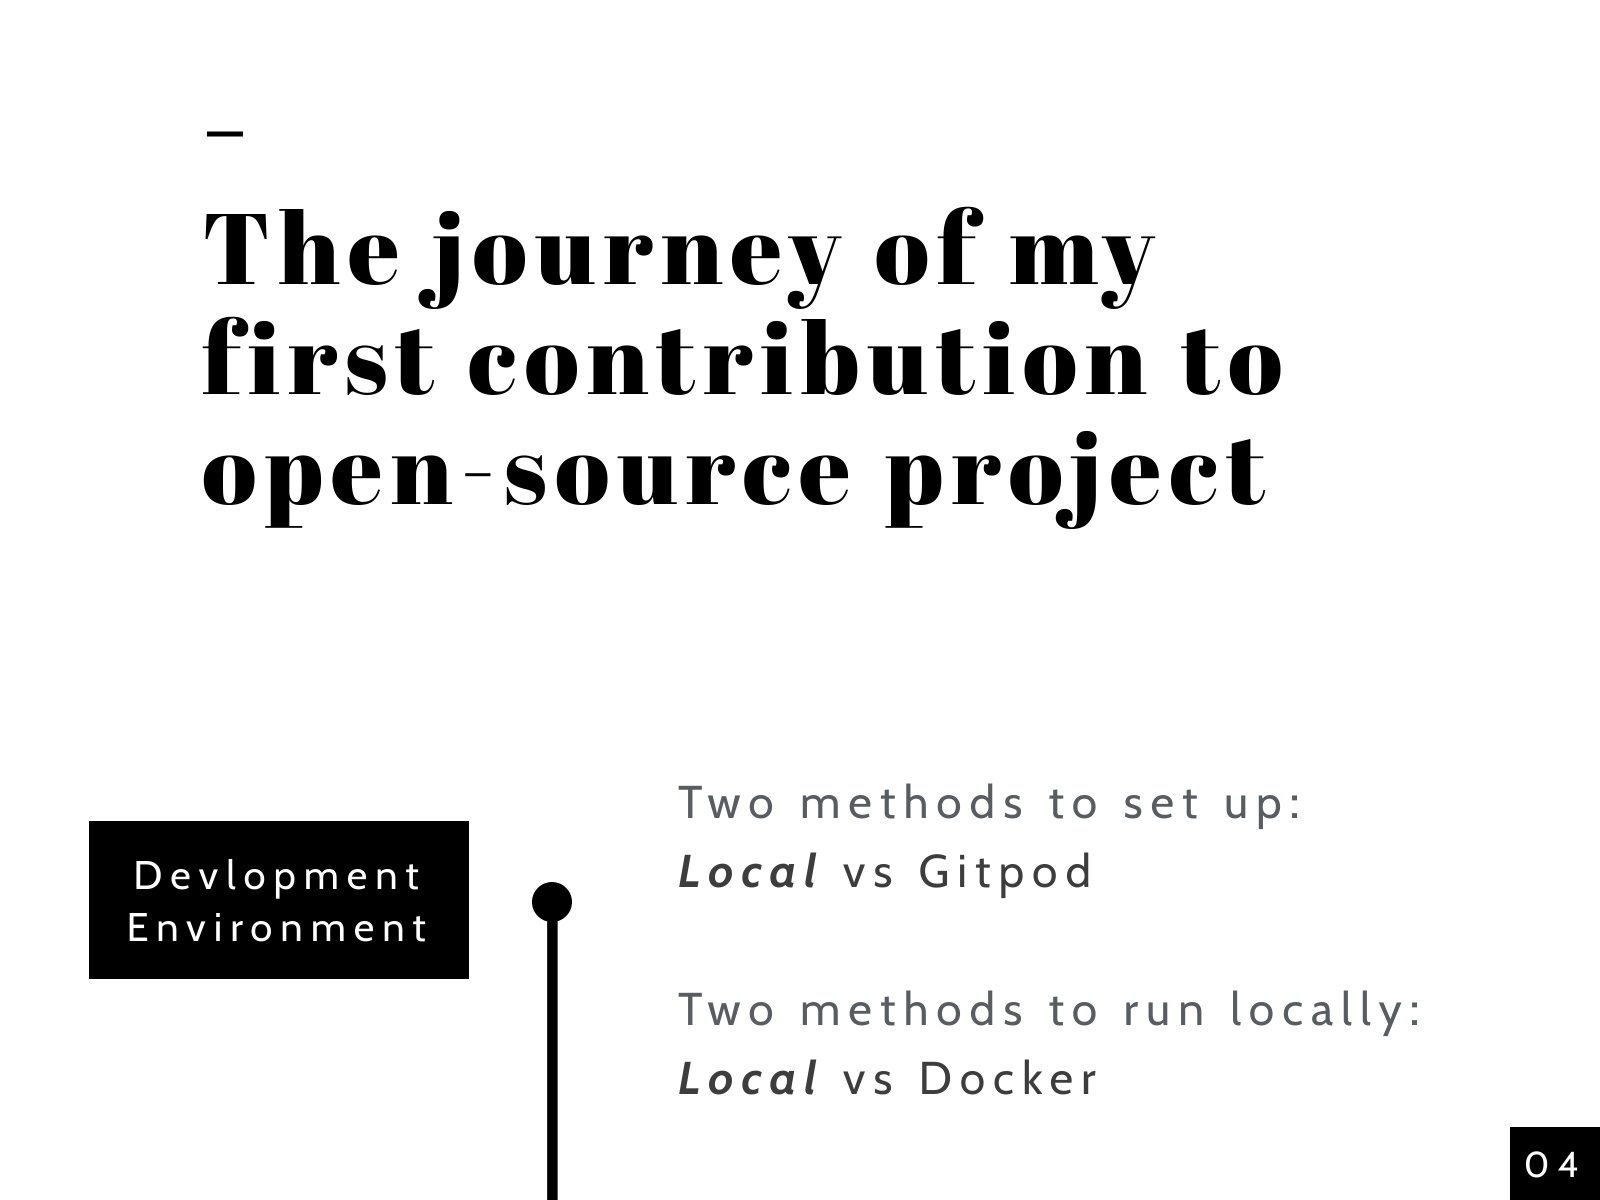 The journey of my
first contribution to
open-source project
Devlopment
Environment
Two methods to set up:
Local vs Gitpod
Two methods to run locally:
Local vs Docker
04